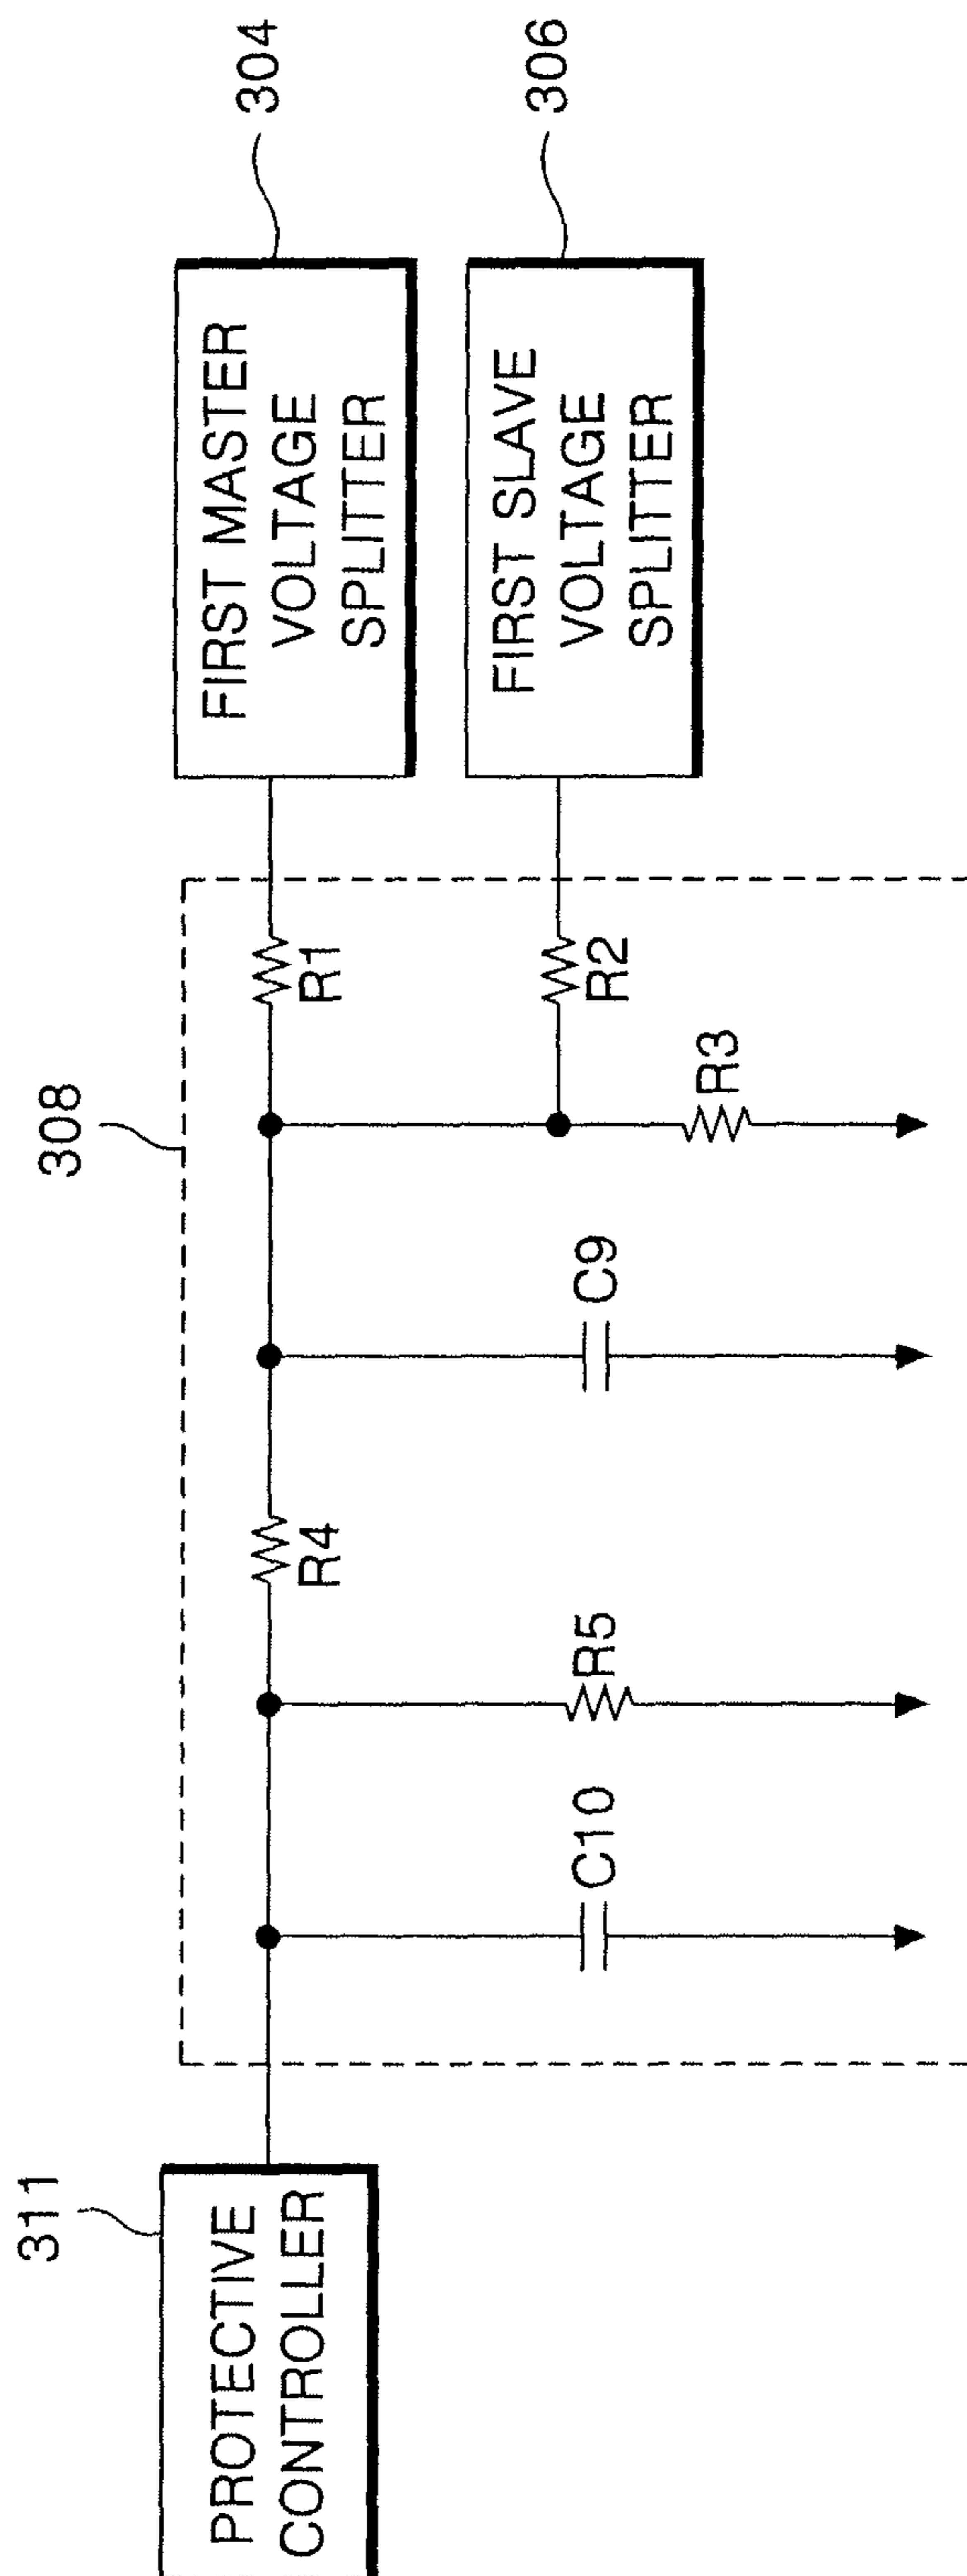 304
FIRST MASTER
VOLTAGE
SPLITTER
306
FIRST SLAVE
VOLTAGE
SPLITTER
308
R1
R2
R3
C9
R4
R5
C10
311
PROTECTIVE
CONTROLLER